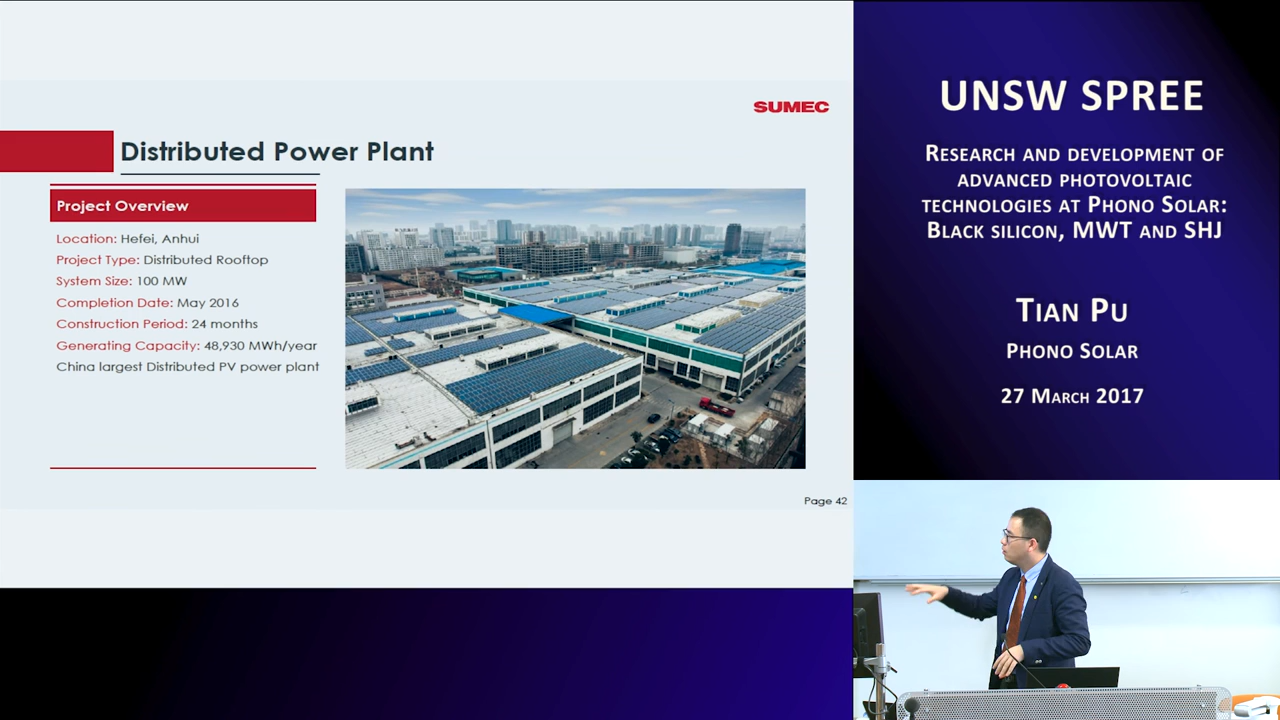 SUMEC
Distributed Power Plant
Project Overview
Location: Hefei, Anhui
Project Type: Distributed Rooftop
System Size: 100 MW
Completion Date: May 2016
Construction Period: 24 months
Generating Capacity: 48,930 MWh/year
China largest Distributed PV power plant
Page 42
UNSW SPREE
Research and development of
advanced photovoltaic
technologies at Phono Solar:
Black silicon, MWT and SHJ
Tian Pu
Phono Solar
27 March 2017